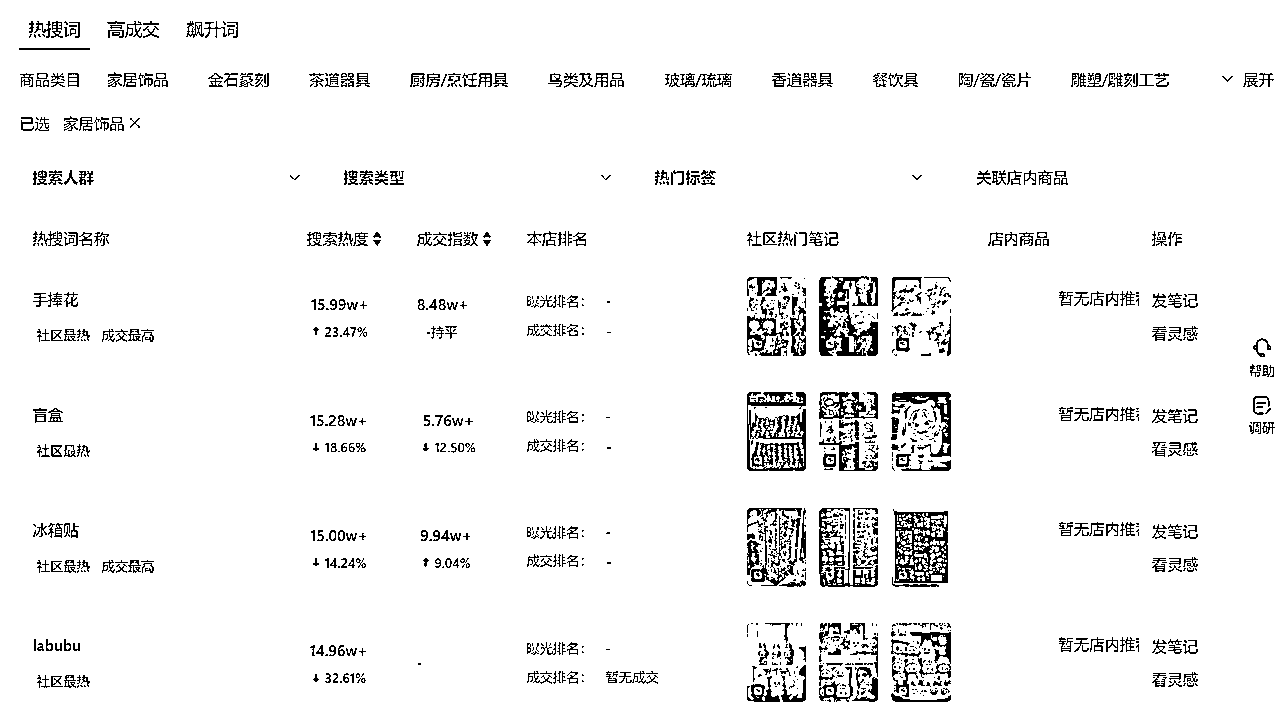 热搜词 高成交 飙升词
商品类目 家居饰品 金石篆刻 茶道器具 厨房/烹饪用具 鸟类及用品 玻璃/琉璃 香道器具 餐饮具 陶/瓷/瓷片 雕塑/雕刻工艺 展开
已选 家居饰品 ×
搜索人群 搜索类型 热门标签 关联店内商品
热搜词名称 搜索热度 成交指数 本店排名 社区热门笔记 店内商品 操作
手捧花 15.99w+ 8.48w+ 曝光排名： - 暂无店内推 发笔记
社区最热 成交最高 ↑ 23.47% -持平 成交排名： - 看灵感
帮助
盲盒 15.28w+ 5.76w+ 曝光排名： - 暂无店内推 发笔记
调研
社区最热 ↓ 18.66% ↓ 12.50% 成交排名： - 看灵感
冰箱贴 15.00w+ 9.94w+ 曝光排名： - 暂无店内推 发笔记
社区最热 成交最高 ↓ 14.24% ↑ 9.04% 成交排名： - 看灵感
labubu 14.96w+ - 曝光排名： - 暂无店内推 发笔记
社区最热 ↓ 32.61% 成交排名： 暂无成交 看灵感